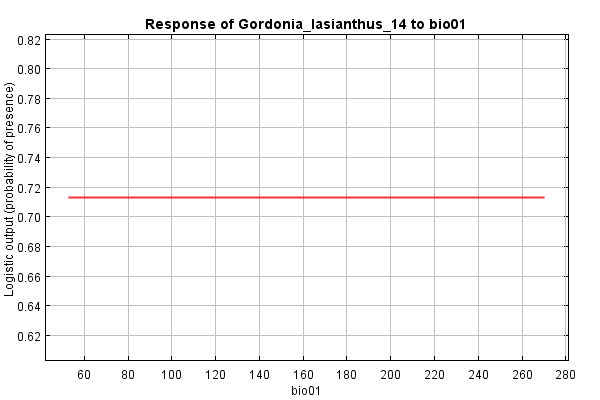 Response of Gordonia_lasianthus_14 to bio01
Logistic output (probability of presence)
0.82
0.80
0.78
0.76
0.74
0.72
0.70
0.68
0.66
0.64
0.62
60 80 100 120 140 160 180 200 220 240 260 280
bio01